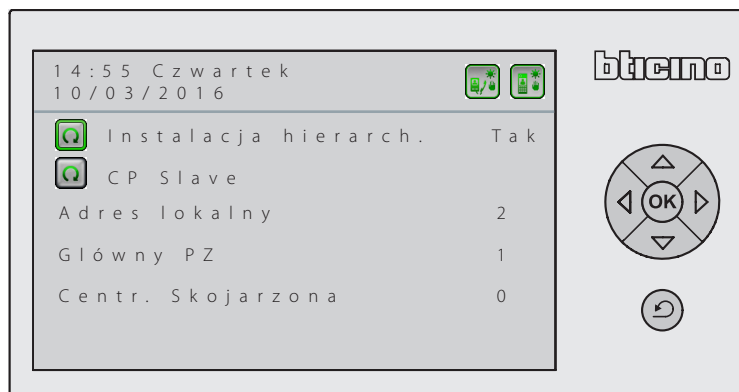 14:55 Czwartek
10/03/2016
bticino
Instalacja hierarch. Tak
CP Slave
Adres lokalny 2
Glówny PZ 1
Centr. Skojarzona 0
OK